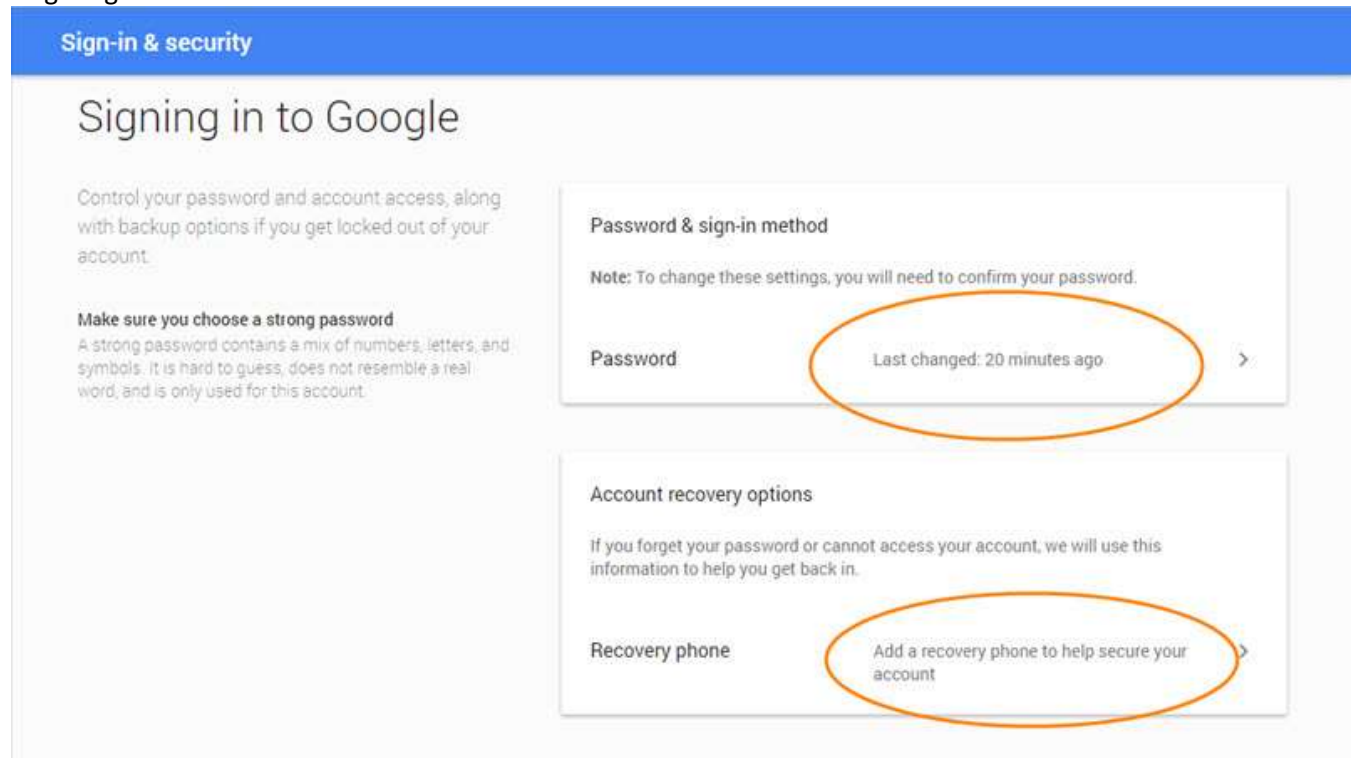 Sign-in & security
Signing in to Google
Control your password and account access, along
with backup options if you get locked out of your
account.
Make sure you choose a strong password
A strong password contains a mix of numbers, letters, and
symbols. It is hard to guess, does not resemble a real
word, and is only used for this account.
Password & sign-in method
Note: To change these settings, you will need to confirm your password.
Password
Last changed: 20 minutes ago
Account recovery options
If you forget your password or cannot access your account, we will use this
information to help you get back in.
Recovery phone
Add a recovery phone to help secure your
account